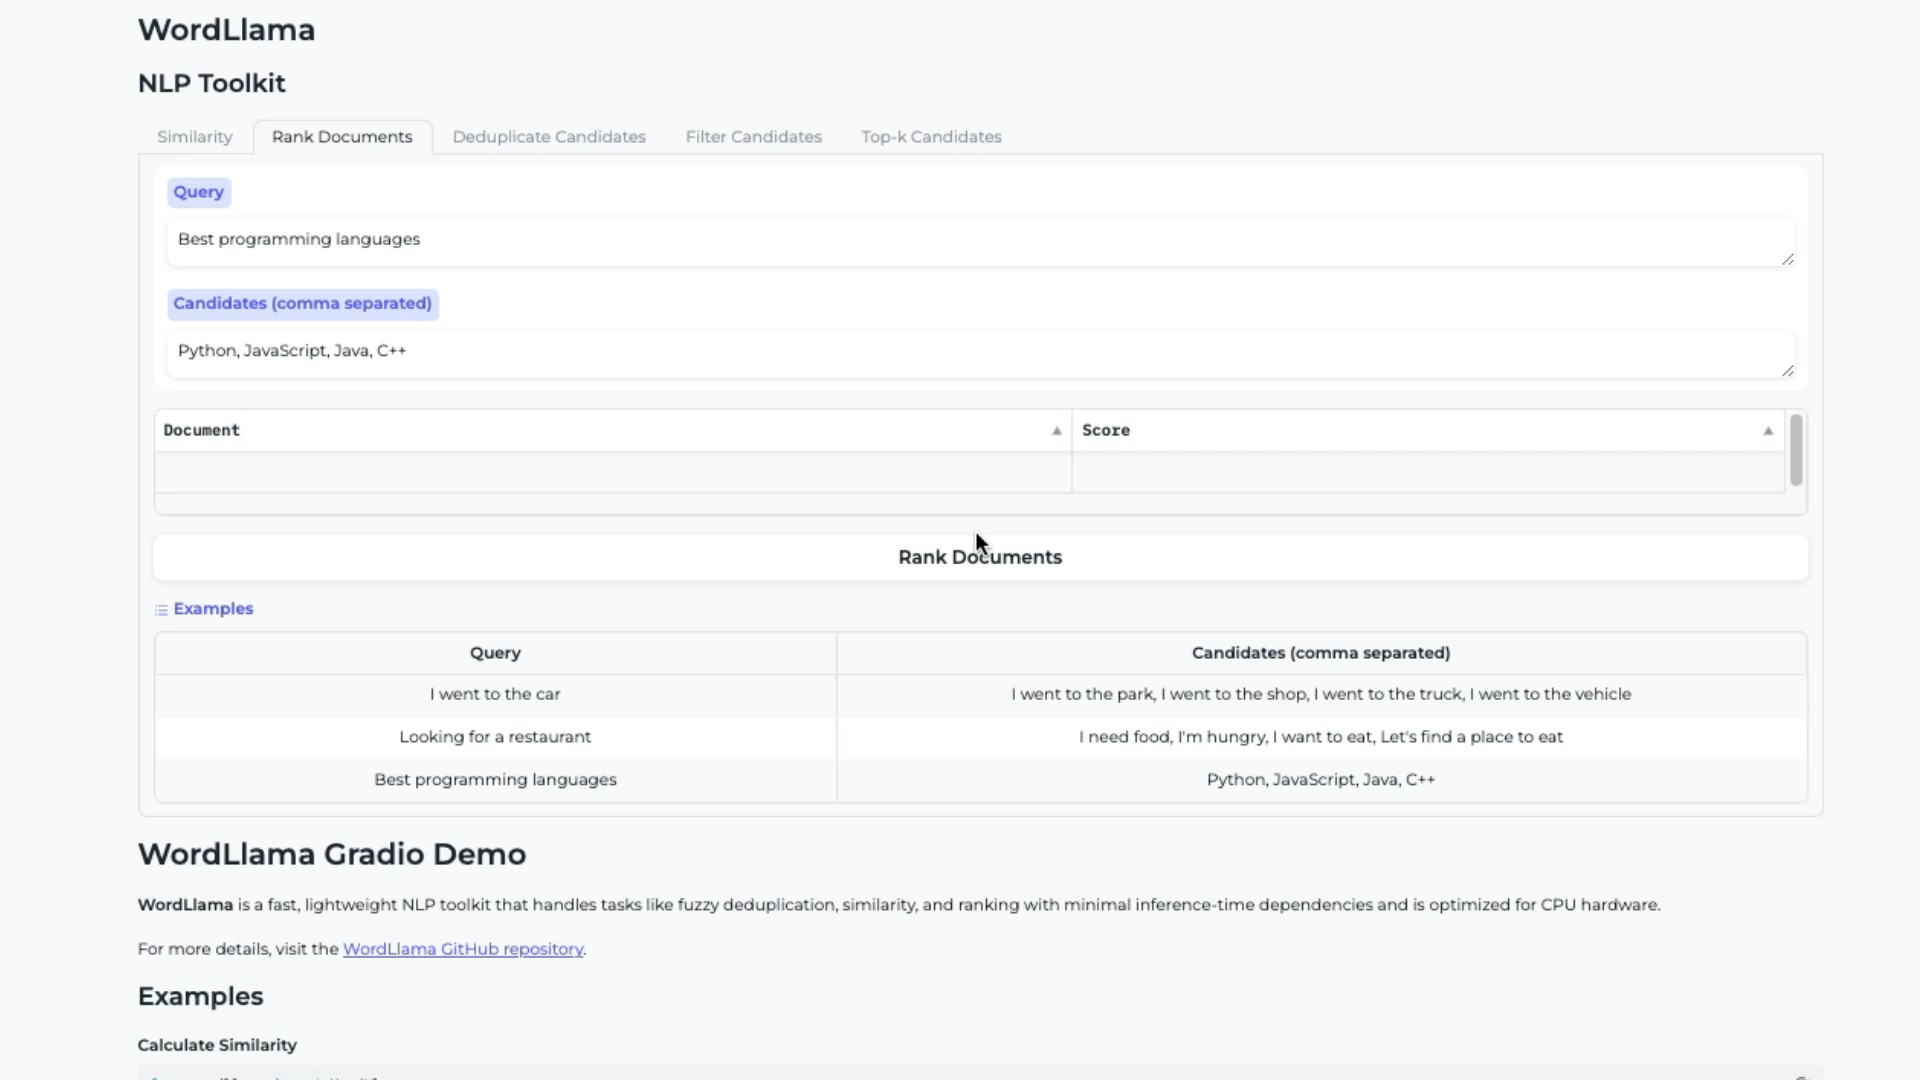 WordLlama
NLP Toolkit
Similarity
Rank Documents
Deduplicate Candidates
Filter Candidates
Top-k Candidates
Query
Best programming languages
Candidates (comma separated)
Python, JavaScript, Java, C++
Document
Score
Rank Documents
Examples
Query
Candidates (comma separated)
I went to the car
I went to the park, I went to the shop, I went to the truck, I went to the vehicle
Looking for a restaurant
I need food, I'm hungry, I want to eat, Let's find a place to eat
Best programming languages
Python, JavaScript, Java, C++
WordLlama Gradio Demo
WordLlama is a fast, lightweight NLP toolkit that handles tasks like fuzzy deduplication, similarity, and ranking with minimal inference-time dependencies and is optimized for CPU hardware.
For more details, visit the WordLlama GitHub repository.
Examples
Calculate Similarity